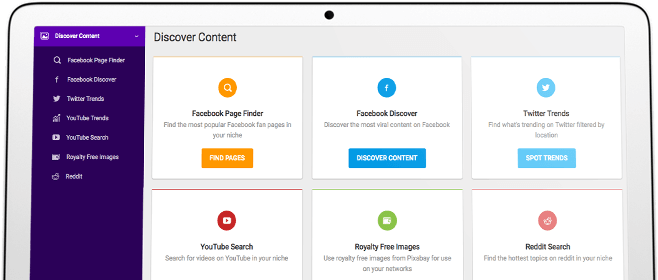 Discover Content
Facebook Page Finder
Facebook Discover
Twitter Trends
YouTube Trends
YouTube Search
Royalty Free Images
Reddit
Discover Content
Facebook Page Finder
Find the most popular Facebook fan pages in
your niche
FIND PAGES
Facebook Discover
Discover the most viral content on Facebook
DISCOVER CONTENT
Twitter Trends
Find what's trending on Twitter filtered by
location
SPOT TRENDS
YouTube Search
Search for videos on YouTube in your niche
Royalty Free Images
Use royalty free images from Pixabay for use
on your networks
Reddit Search
Find the hottest topics on reddit in your niche